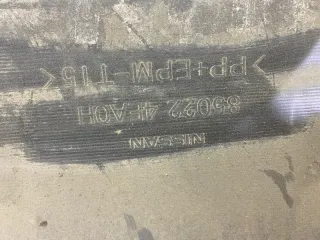 NISSAN
85022 4EA0H
>PP+EPM-T15<